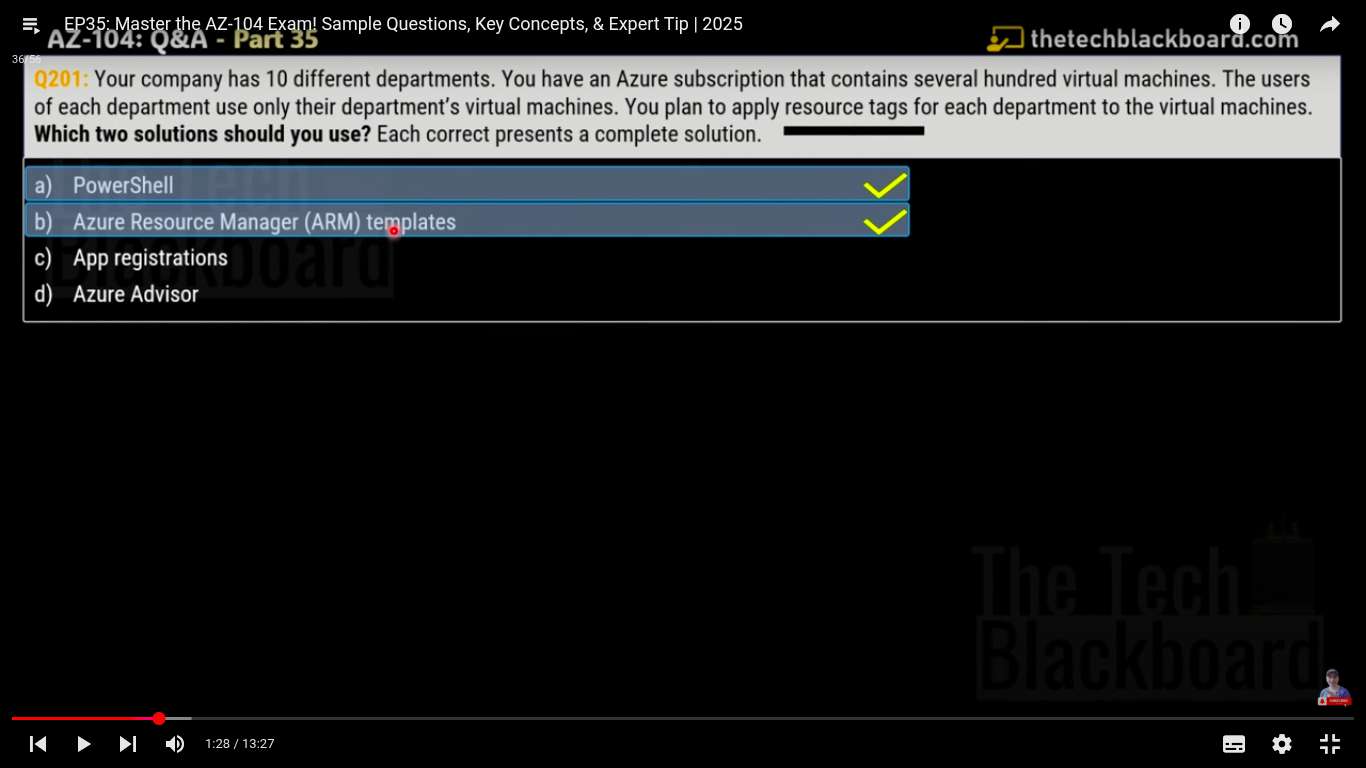 EP35: Master the AZ-104 Exam! Sample Questions, Key Concepts, & Expert Tip | 2025
AZ-104: Q&A - Part 35
thetechblackboard.com
36/56
Q201: Your company has 10 different departments. You have an Azure subscription that contains several hundred virtual machines. The users
of each department use only their department's virtual machines. You plan to apply resource tags for each department to the virtual machines.
Which two solutions should you use? Each correct presents a complete solution.
a) PowerShell
b) Azure Resource Manager (ARM) templates
c) App registrations
d) Azure Advisor
The Tech
Blackboard
The Tech
Blackboard
1:28 / 13:27